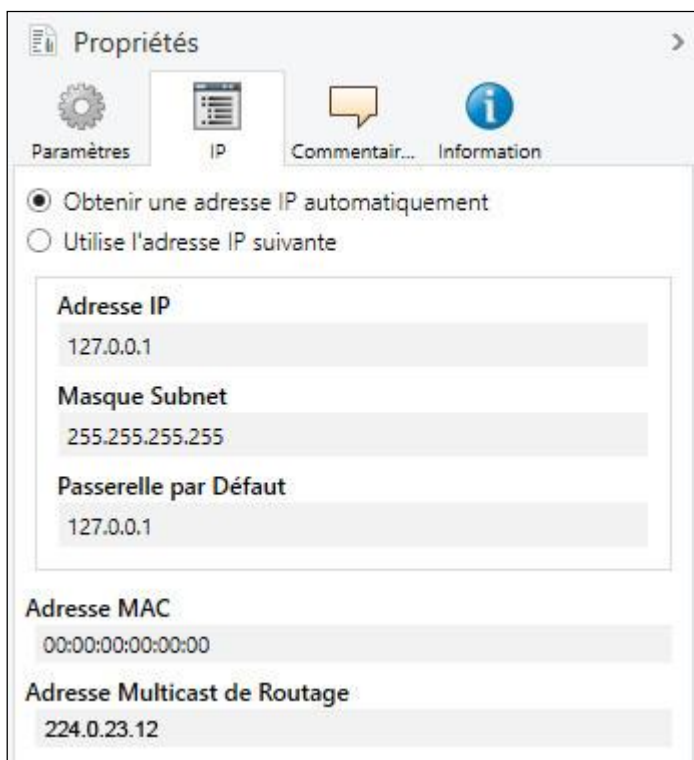 Propriétés
Paramètres IP Commentair... Information
Obtenir une adresse IP automatiquement
Utilise l'adresse IP suivante
Adresse IP
127.0.0.1
Masque Subnet
255.255.255.255
Passerelle par Défaut
127.0.0.1
Adresse MAC
00:00:00:00:00:00
Adresse Multicast de Routage
224.0.23.12